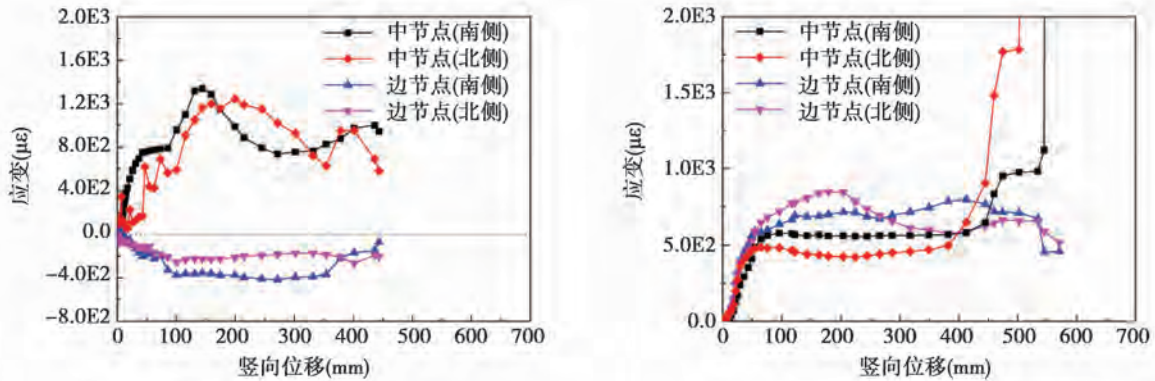 2.0E3
1.6E3
1.2E3
8.0E2
4.0E2
0.0
-4.0E2
-8.0E2
应变(με)
中节点(南侧)
中节点(北侧)
边节点(南侧)
边节点(北侧)
0 100 200 300 400 500 600 700
竖向位移(mm)
2.0E3
1.5E3
1.0E3
5.0E2
0.0
应变(με)
中节点(南侧)
中节点(北侧)
边节点(南侧)
边节点(北侧)
0 100 200 300 400 500 600 700
竖向位移(mm)